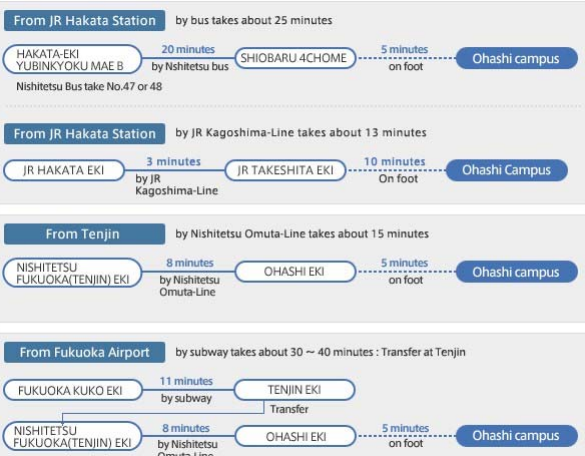 From JR Hakata Station by bus takes about 25 minutes
HAKATA-EKI
YUBINKYOKU MAE B
20 minutes
by Nshitetsu bus
SHIOBARU 4CHOME
5 minutes
on foot
Ohashi campus
Nishitetsu Bus take No.47 or 48
From JR Hakata Station by JR Kagoshima-Line takes about 13 minutes
JR HAKATA EKI
3 minutes
by JR
Kagoshima-Line
JR TAKESHITA EKI
10 minutes
On foot
Ohashi Campus
From Tenjin by Nishitetsu Omuta-Line takes about 15 minutes
NISHITETSU
FUKUOKA(TENJIN) EKI
8 minutes
by Nishitetsu
Omuta-Line
OHASHI EKI
5 minutes
on foot
Ohashi campus
From Fukuoka Airport by subway takes about 30 ~ 40 minutes : Transfer at Tenjin
FUKUOKA KUKO EKI
11 minutes
by subway
TENJIN EKI
Transfer
NISHITETSU
FUKUOKA(TENJIN) EKI
8 minutes
by Nishitetsu
Omuta-Line
OHASHI EKI
5 minutes
on foot
Ohashi campus